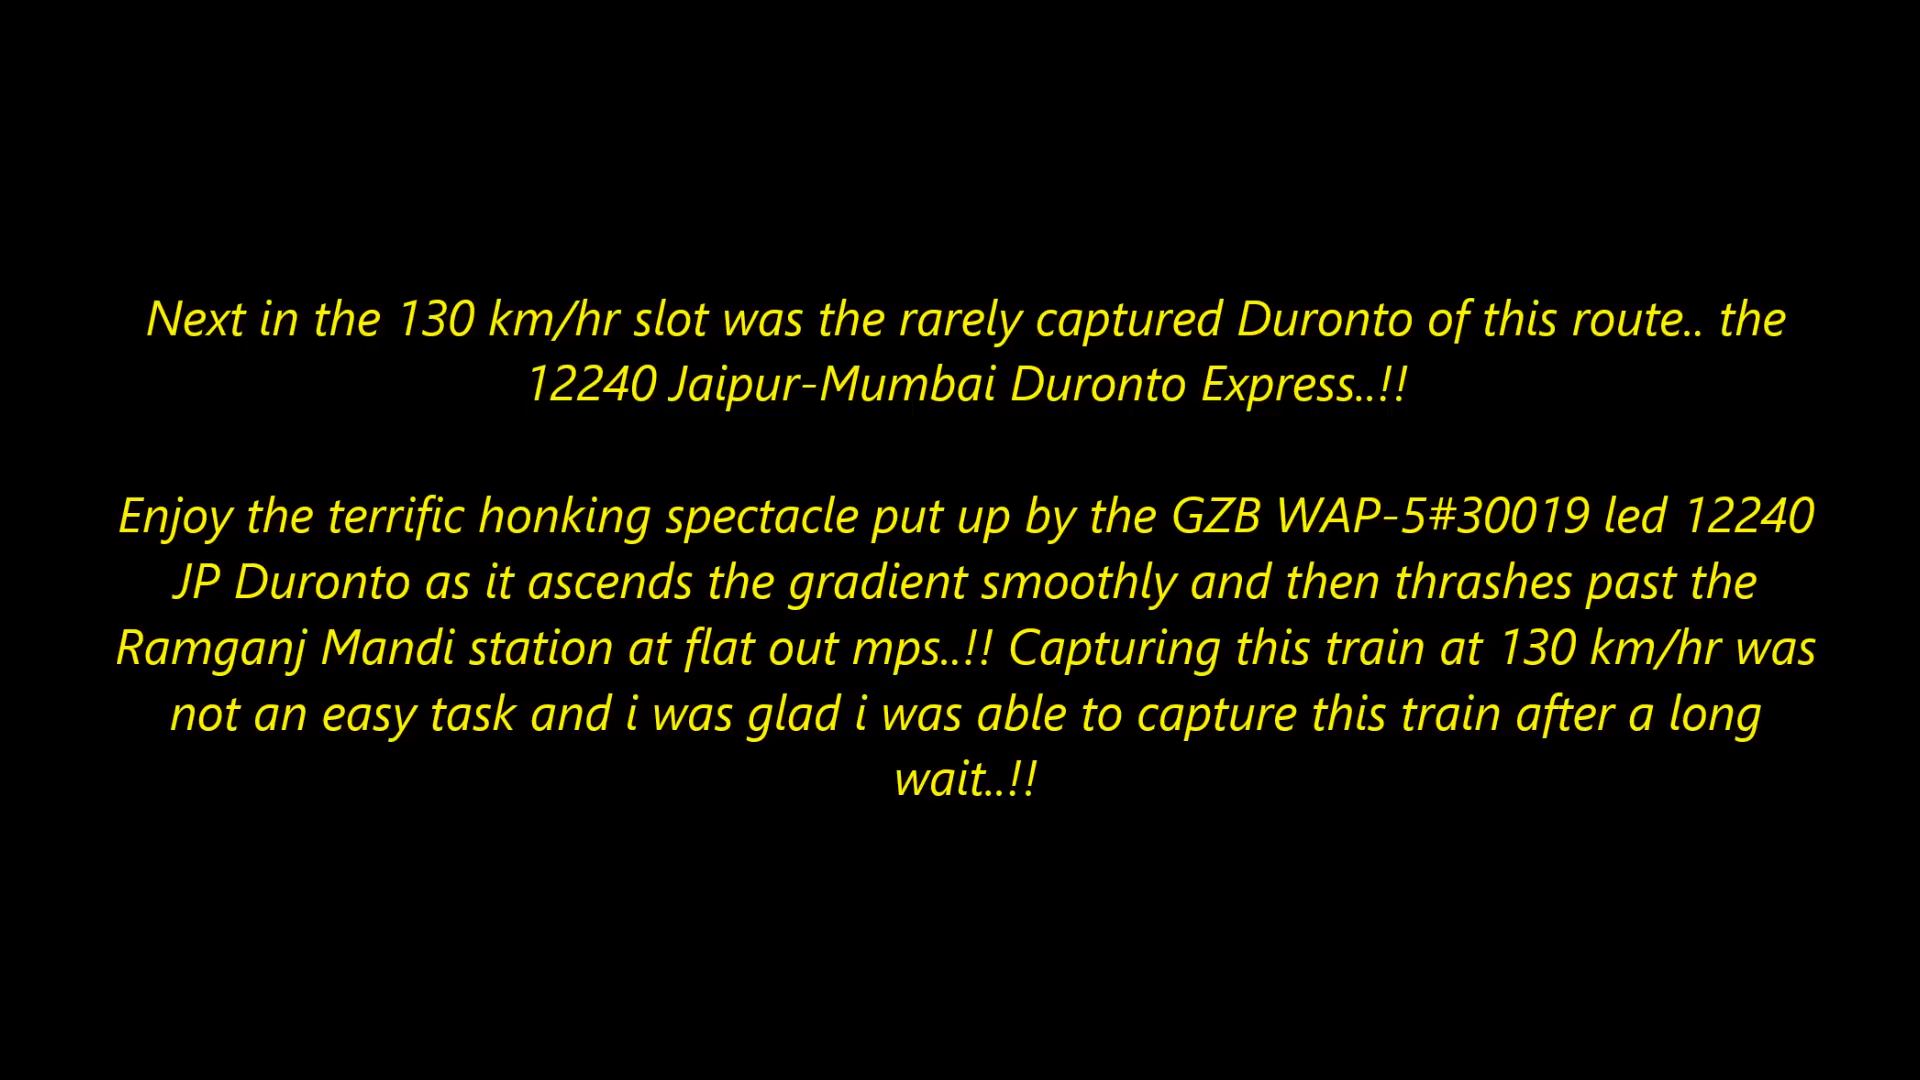 Next in the 130 km/hr slot was the rarely captured Duronto of this route.. the
12240 Jaipur-Mumbai Duronto Express..!!
Enjoy the terrific honking spectacle put up by the GZB WAP-5#30019 led 12240
JP Duronto as it ascends the gradient smoothly and then thrashes past the
Ramganj Mandi station at flat out mps..!! Capturing this train at 130 km/hr was
not an easy task and i was glad i was able to capture this train after a long
wait..!!